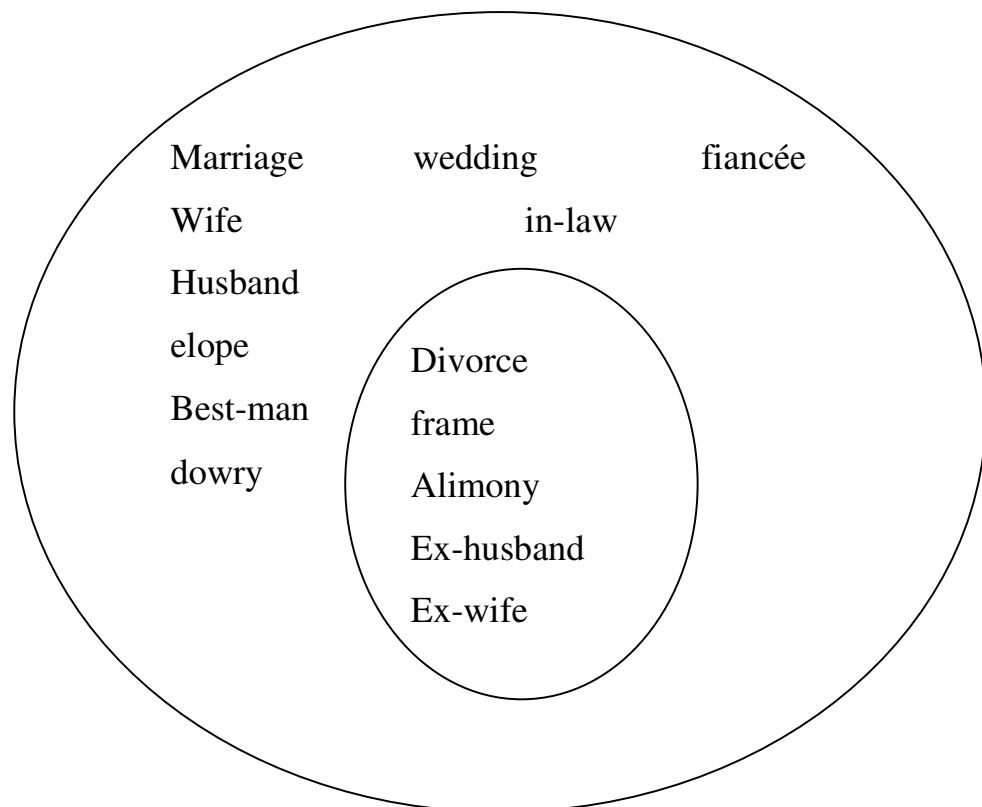 Marriage wedding fiancée
Wife in-law
Husband
elope
Divorce
Best-man
frame
dowry
Alimony
Ex-husband
Ex-wife